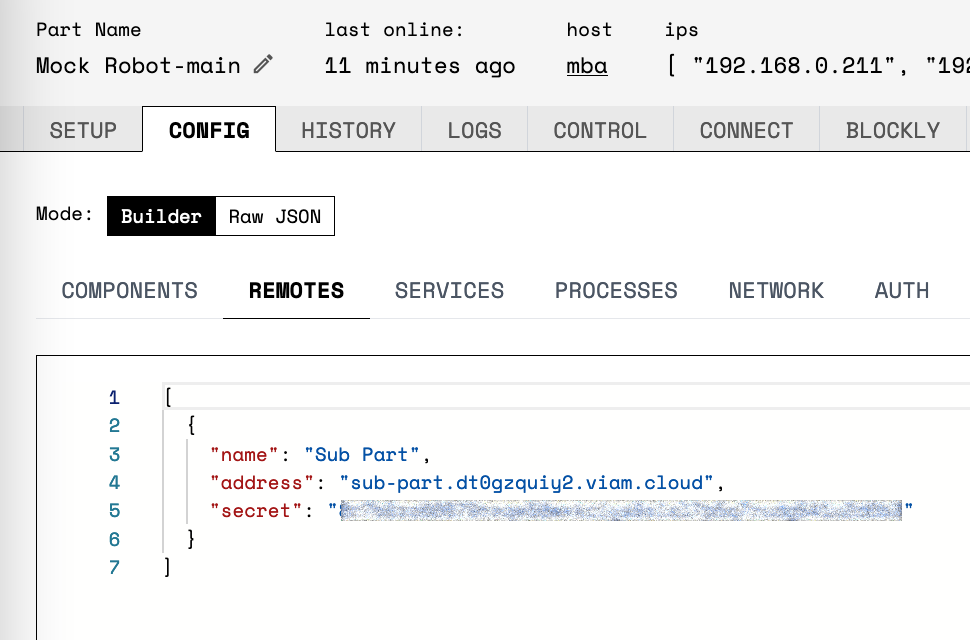 Part Name last online: host ips
Mock Robot-main 11 minutes ago mba [ "192.168.0.211", "192
SETUP CONFIG HISTORY LOGS CONTROL CONNECT BLOCKLY
Mode: Builder Raw JSON
COMPONENTS REMOTES SERVICES PROCESSES NETWORK AUTH
1 [
2 {
3 "name": "Sub Part",
4 "address": "sub-part.dt0gzquiy2.viam.cloud",
5 "secret": ""
6 }
7 ]